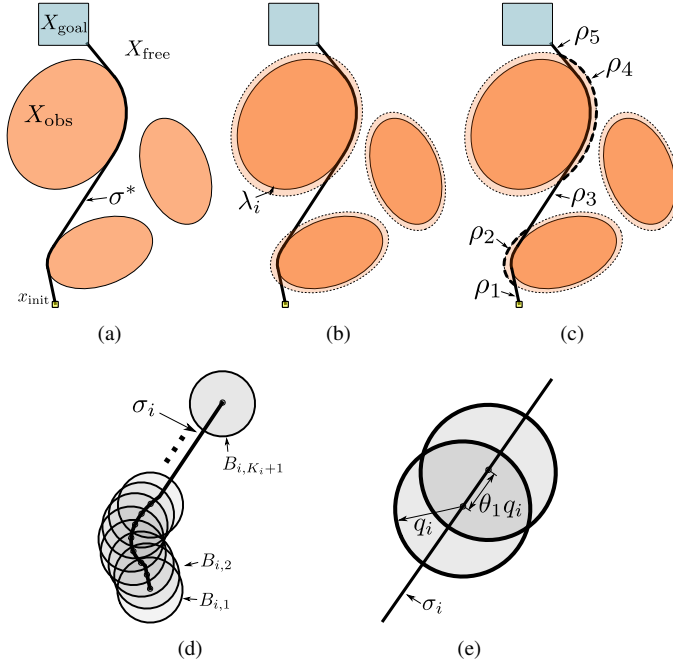 X_goal
X_free
X_obs
σ*
x_init
(a)
λ_i
(b)
ρ_5
ρ_4
ρ_3
ρ_2
ρ_1
(c)
σ_i
B_{i,K_i+1}
B_{i,2}
B_{i,1}
(d)
θ_1 q_i
q_i
σ_i
(e)